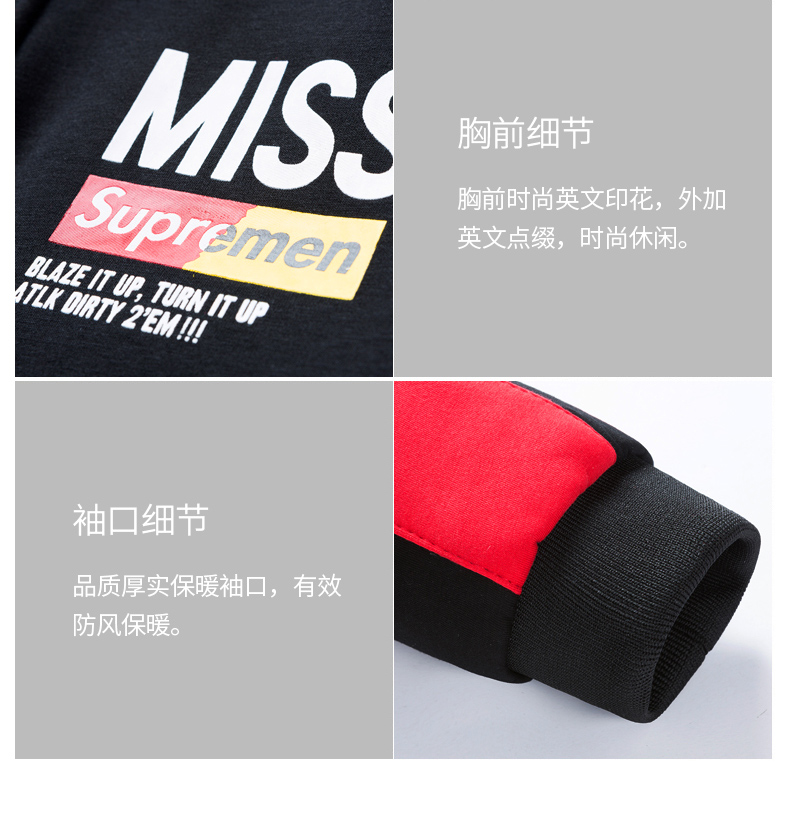 MISS
Supremen
BLAZE IT UP, TURN IT UP
ATLK DIRTY 2'EM !!!
胸前细节
胸前时尚英文印花，外加
英文点缀，时尚休闲。
袖口细节
品质厚实保暖袖口，有效
防风保暖。